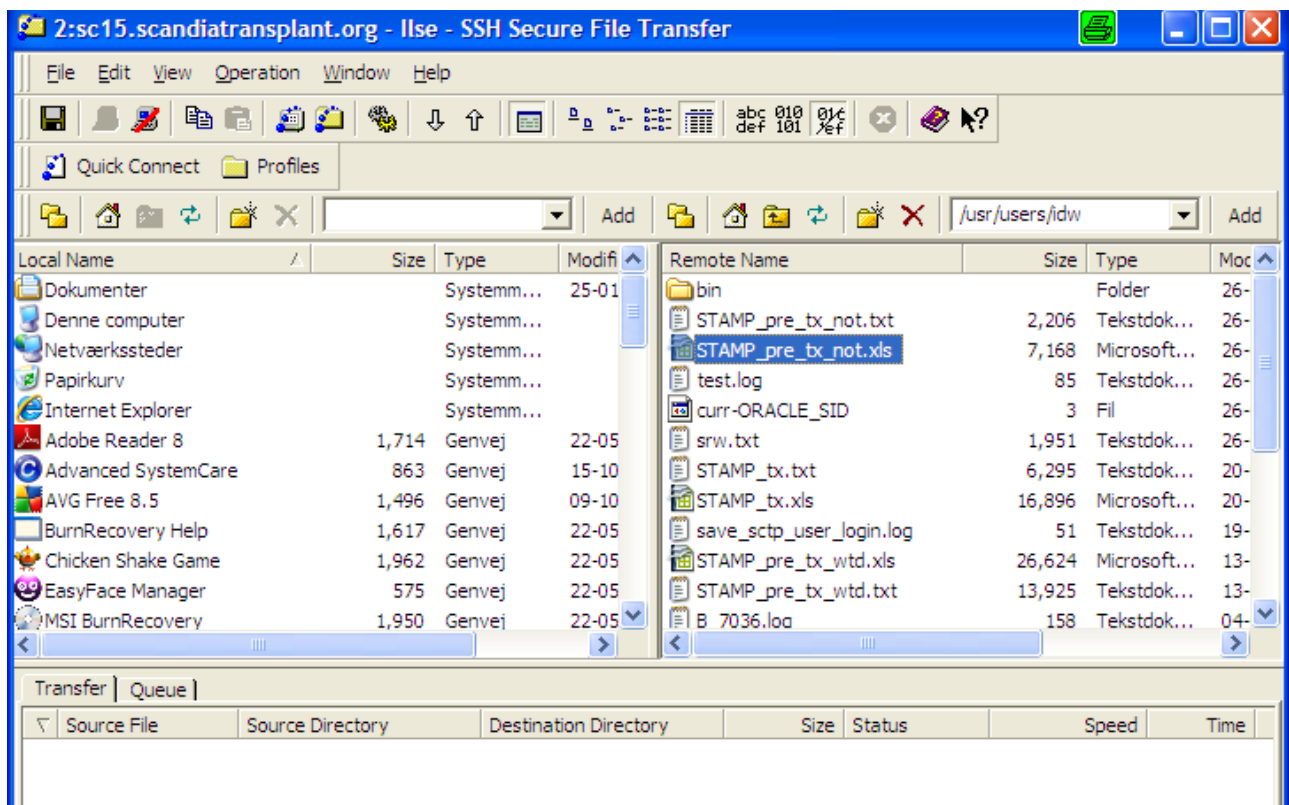 2:sc15.scandiatransplant.org - Ilse - SSH Secure File Transfer
File Edit View Operation Window Help
abc def 010 101
Quick Connect Profiles
Add /usr/users/idw Add
Local Name Size Type Modifi Remote Name Size Type Moc
Dokumenter Systemm... 25-01 bin Folder 26-
Denne computer Systemm... STAMP_pre_tx_not.txt 2,206 Tekstdok... 26-
Netværkssteder Systemm... STAMP_pre_tx_not.xls 7,168 Microsoft... 26-
Papirkurv Systemm... test.log 85 Tekstdok... 26-
Internet Explorer Systemm... curr-ORACLE_SID 3 Fil 26-
Adobe Reader 8 1,714 Genvej 22-05 srw.txt 1,951 Tekstdok... 26-
Advanced SystemCare 863 Genvej 15-10 STAMP_tx.txt 6,295 Tekstdok... 20-
AVG Free 8.5 1,496 Genvej 09-10 STAMP_tx.xls 16,896 Microsoft... 20-
BurnRecovery Help 1,617 Genvej 22-05 save_sctp_user_login.log 51 Tekstdok... 19-
Chicken Shake Game 1,962 Genvej 22-05 STAMP_pre_tx_wtd.xls 26,624 Microsoft... 13-
EasyFace Manager 575 Genvej 22-05 STAMP_pre_tx_wtd.txt 13,925 Tekstdok... 13-
MSI BurnRecovery 1,950 Genvej 22-05 B_7036.log 158 Tekstdok... 04-
Transfer Queue
Source File Source Directory Destination Directory Size Status Speed Time